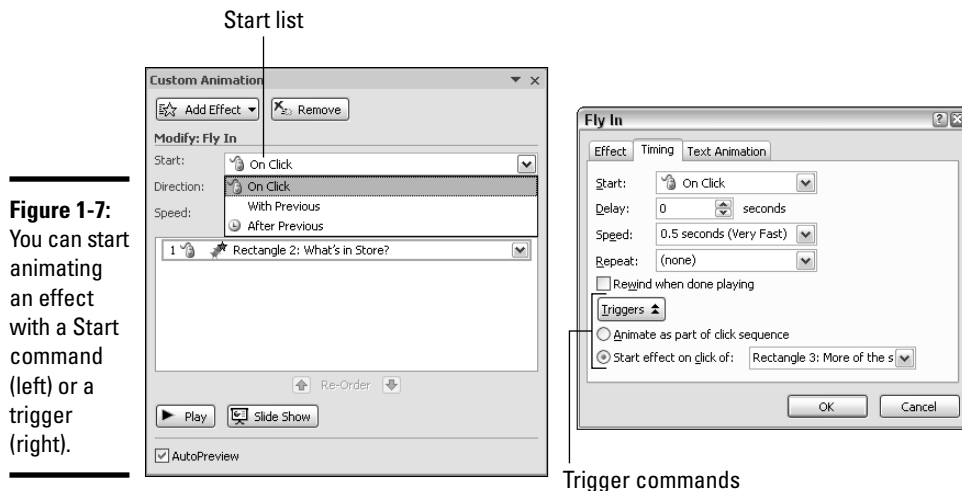 Start list
Figure 1-7:
You can start
animating
an effect
with a Start
command
(left) or a
trigger
(right).
Custom Animation
Add Effect
Remove
Modify: Fly In
Start: On Click
Direction: On Click
With Previous
Speed:
After Previous
1 Rectangle 2: What's in Store?
Re-Order
Play Slide Show
AutoPreview
Fly In
Effect Timing Text Animation
Start: On Click
Delay: 0 seconds
Speed: 0.5 seconds (Very Fast)
Repeat: (none)
Rewind when done playing
Triggers
Animate as part of click sequence
Start effect on click of: Rectangle 3: More of the s
OK Cancel
Trigger commands